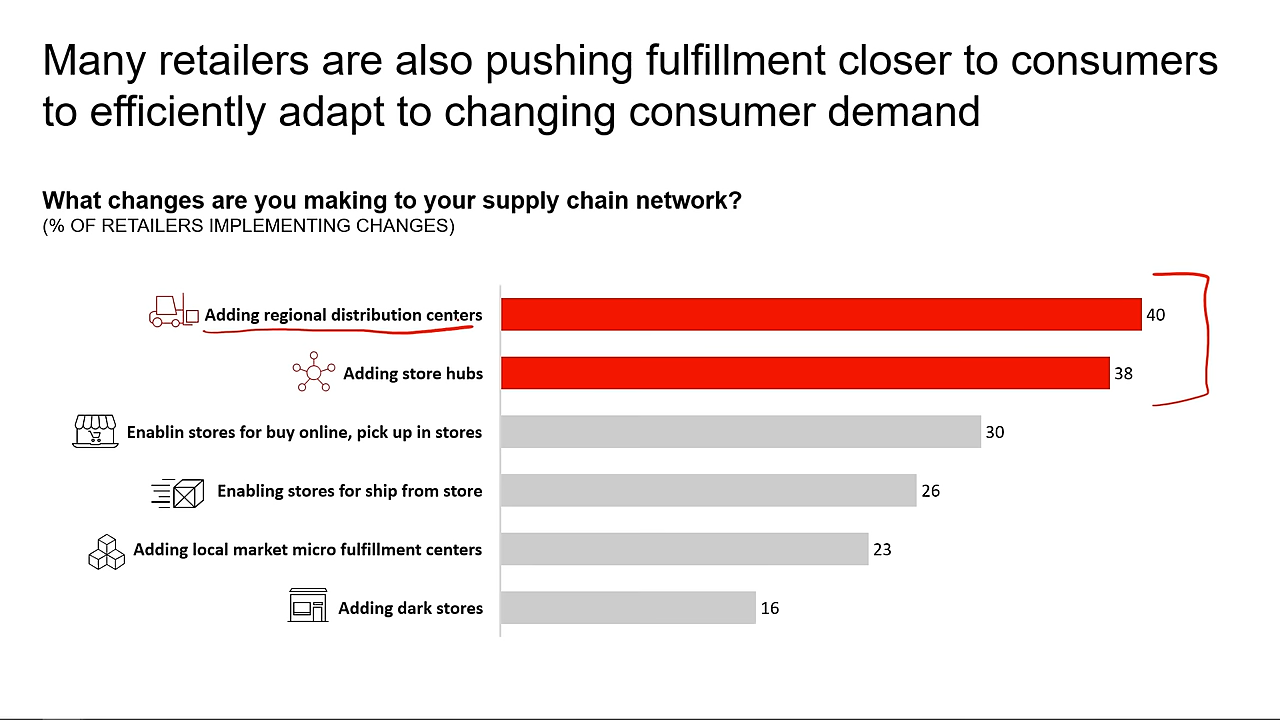 Many retailers are also pushing fulfillment closer to consumers
to efficiently adapt to changing consumer demand
What changes are you making to your supply chain network?
(% OF RETAILERS IMPLEMENTING CHANGES)
Adding regional distribution centers 40
Adding store hubs 38
Enablin stores for buy online, pick up in stores 30
Enabling stores for ship from store 26
Adding local market micro fulfillment centers 23
Adding dark stores 16